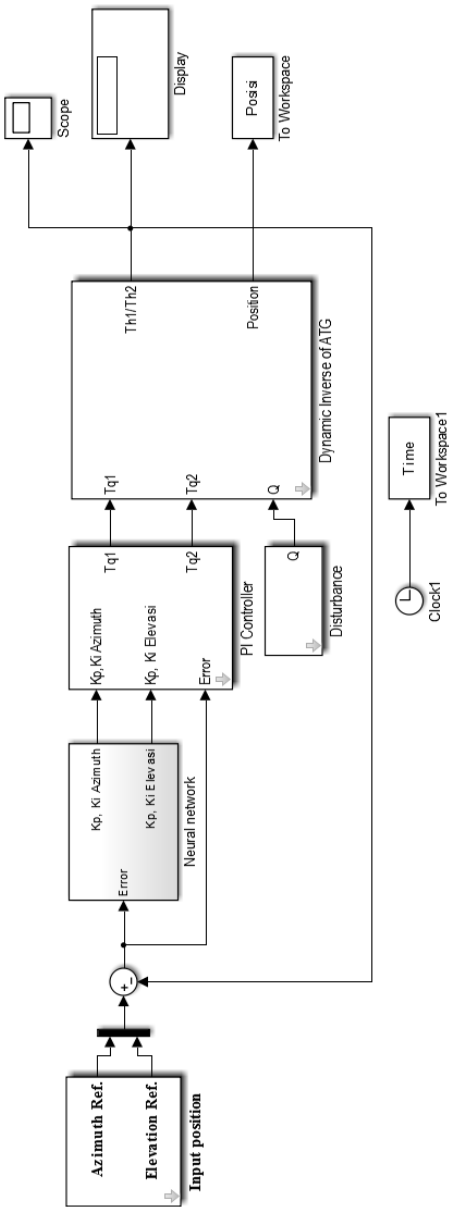 Azimuth Ref.
Elevation Ref.
Input position
+
−
Error
Kp, Ki Azimuth
Kp, Ki Elevasi
Neural network
Kp,Ki Azimuth
Kp, Ki Elevasi
Error
Tq1
Tq2
PI Controller
Q
Disturbance
Tq1
Tq2
Q
Th1/Th2
Position
Dynamic Inverse of ATG
Scope
Display
Posisi
To Workspace
Clock1
Time
To Workspace1